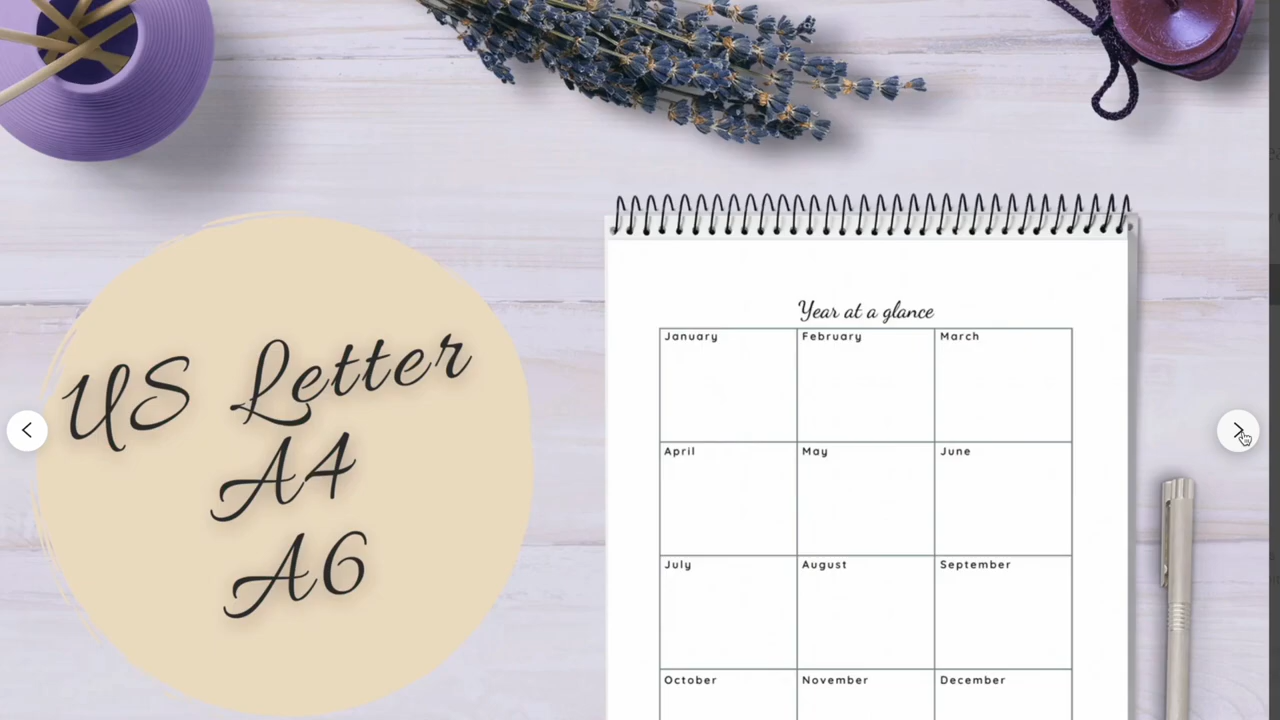 US Letter
A4
A6
Year at a glance
January February March
April May June
July August September
October November December